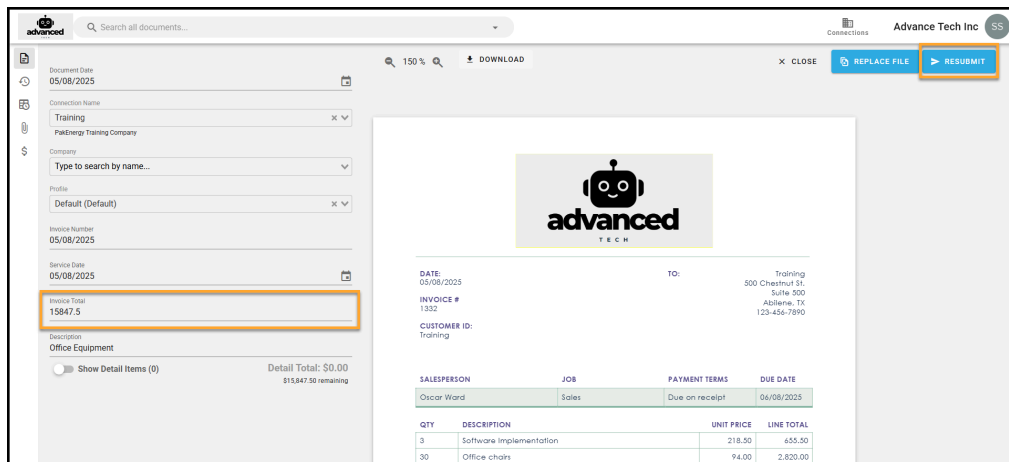 advanced
TECH
Search all documents...
Connections
Advance Tech Inc
SS
150 %
DOWNLOAD
CLOSE
REPLACE FILE
RESUBMIT
Document Date
05/08/2025
Connection Name
Training
PakEnergy Training Company
Company
Type to search by name...
Profile
Default (Default)
Invoice Number
05/08/2025
Service Date
05/08/2025
Invoice Total
15847.5
Description
Office Equipment
Show Detail Items (0)
Detail Total: $0.00
$15,847.50 remaining
advanced
TECH
DATE:
05/08/2025
INVOICE #
1332
CUSTOMER ID:
Training
TO:
Training
500 Chestnut St.
Suite 500
Abilene, TX
123-456-7890
SALESPERSON JOB PAYMENT TERMS DUE DATE
Oscar Ward Sales Due on receipt 06/08/2025
QTY DESCRIPTION UNIT PRICE LINE TOTAL
3 Software Implementation 218.50 655.50
30 Office chairs 94.00 2,820.00